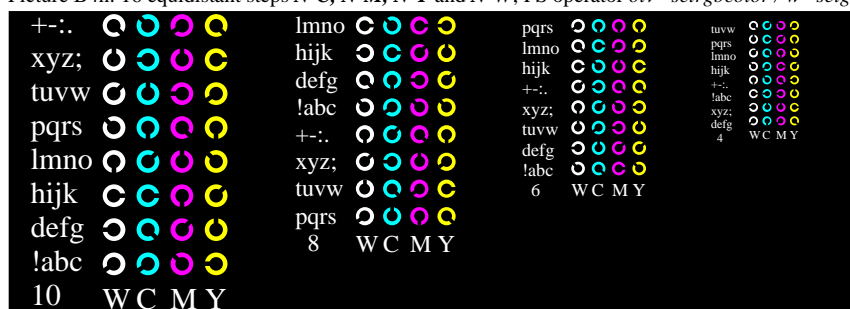 +-:.
xyz;
tuvw
pqrs
lmno
hijk
defg
!abc
10 W C M Y
lmno
hijk
defg
!abc
+-:.
xyz;
tuvw
pqrs
8 W C M Y
pqrs
lmno
hijk
+-:.
xyz;
tuvw
defg
!abc
6 W C M Y
tuvw
pqrs
lmno
hijk
+-:.
!abc
xyz;
defg
4 W C M Y